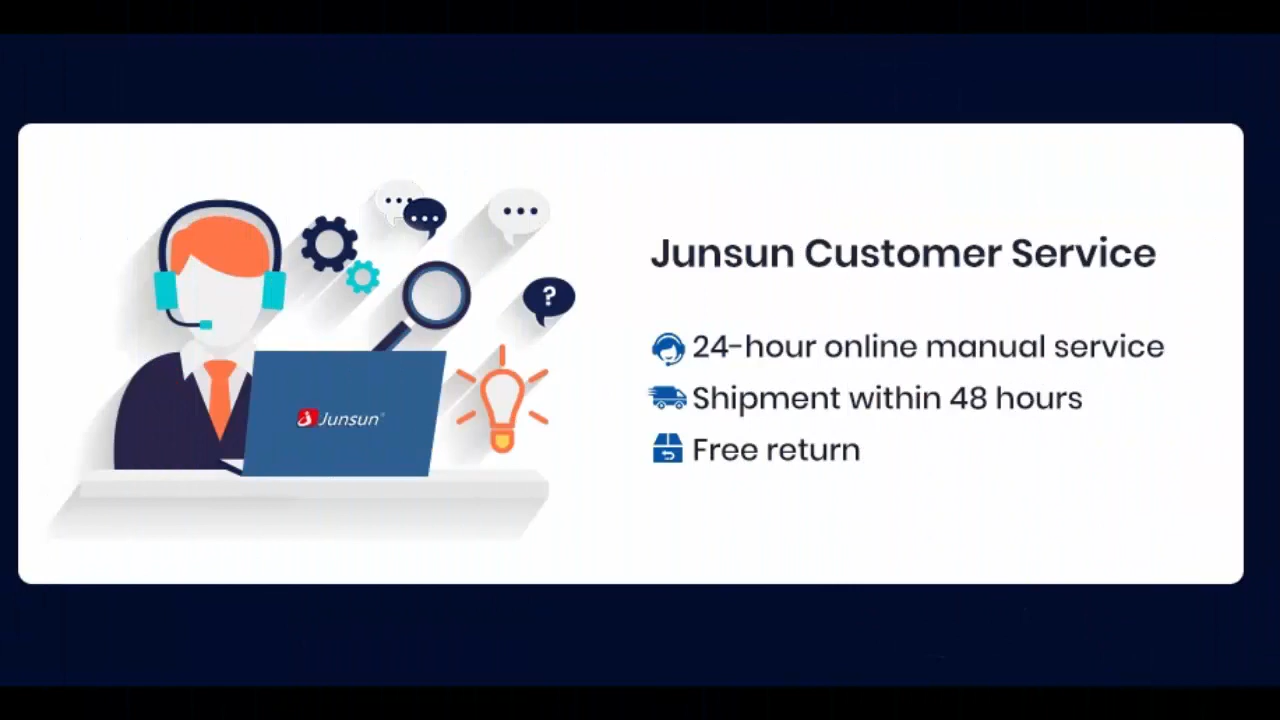 Junsun Customer Service
24-hour online manual service
Shipment within 48 hours
Free return
Junsun®
?